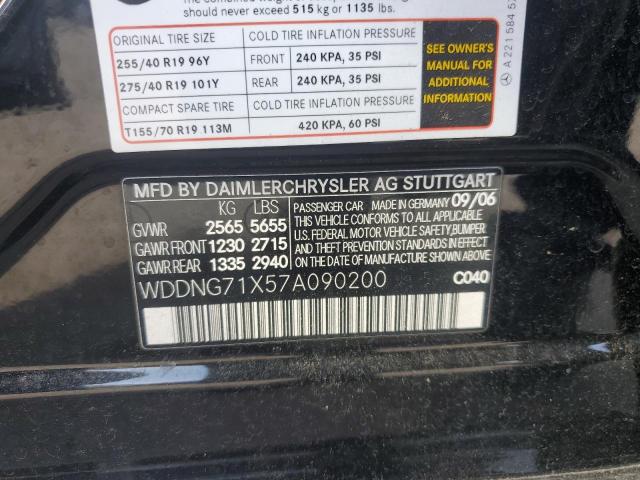 should never exceed 515 kg or 1135 lbs.
ORIGINAL TIRE SIZE COLD TIRE INFLATION PRESSURE
255/40 R19 96Y FRONT 240 KPA, 35 PSI
275/40 R19 101Y REAR 240 KPA, 35 PSI
COMPACT SPARE TIRE COLD TIRE INFLATION PRESSURE
T155/70 R19 113M 420 KPA, 60 PSI
SEE OWNER'S
MANUAL FOR
ADDITIONAL
INFORMATION
A 221 584 57
MFD BY DAIMLERCHRYSLER AG STUTTGART
KG LBS
GVWR 2565 5655
GAWR FRONT 1230 2715
GAWR REAR 1335 2940
PASSENGER CAR MADE IN GERMANY 09/06
THIS VEHICLE CONFORMS TO ALL APPLICABLE
U.S. FEDERAL MOTOR VEHICLE SAFETY,BUMPER
AND THEFT PREVENTION STANDARDS IN EFFECT
ON THE DATE OF MANUFACTURE SHOWN ABOVE
WDDNG71X57A090200 C040